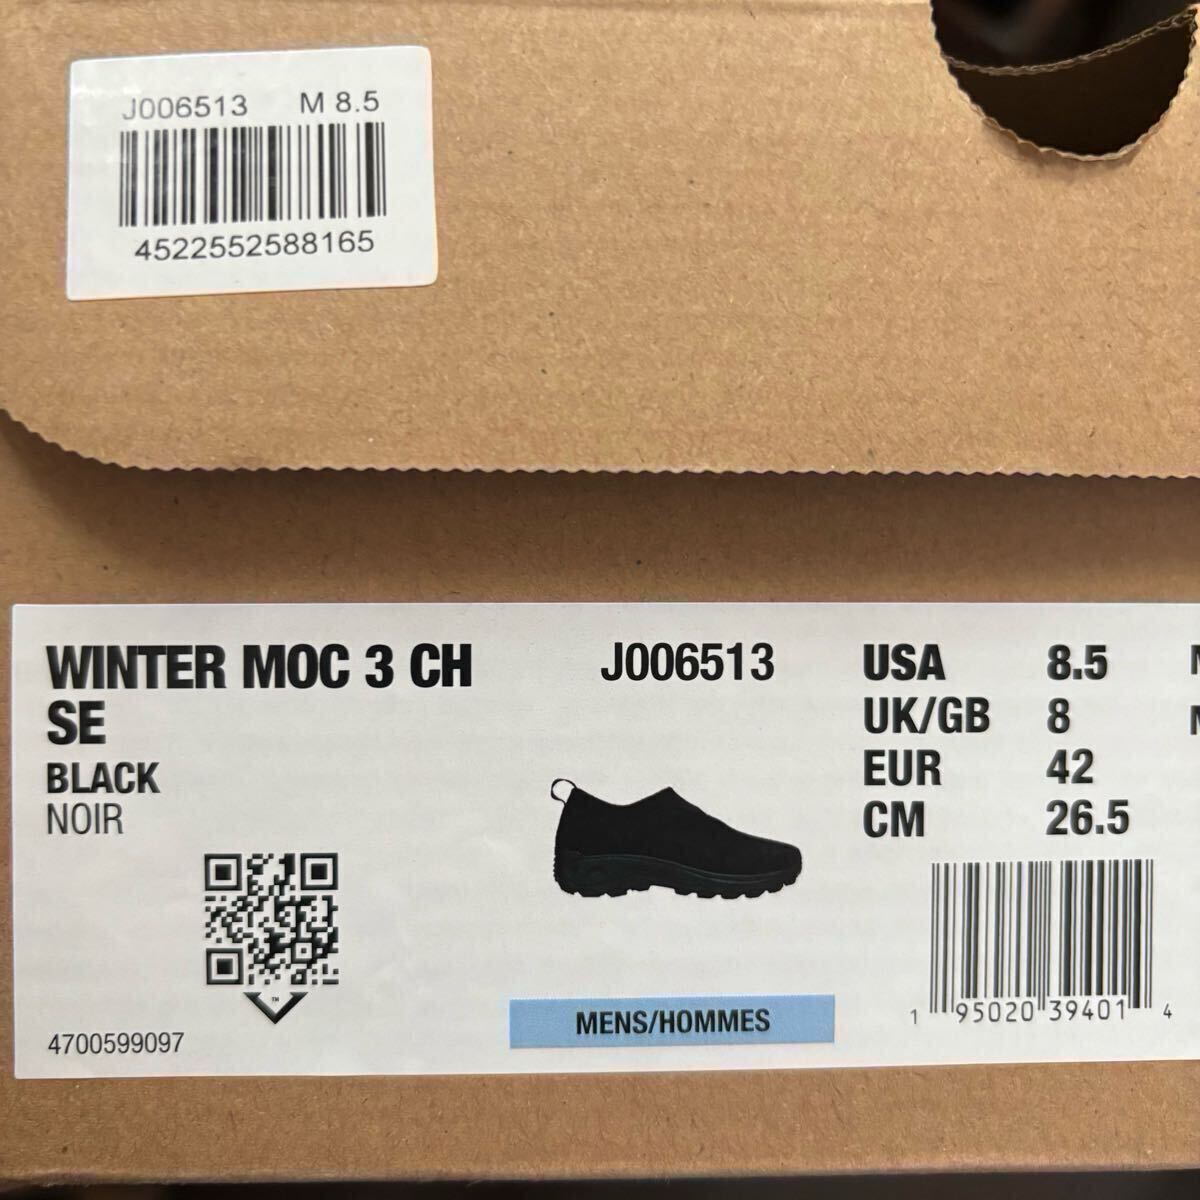 J006513 M 8.5
4522552588165
WINTER MOC 3 CH J006513
SE
BLACK
NOIR
USA 8.5
UK/GB 8
EUR 42
CM 26.5
TM
MENS/HOMMES
1 95020 39401 4
4700599097